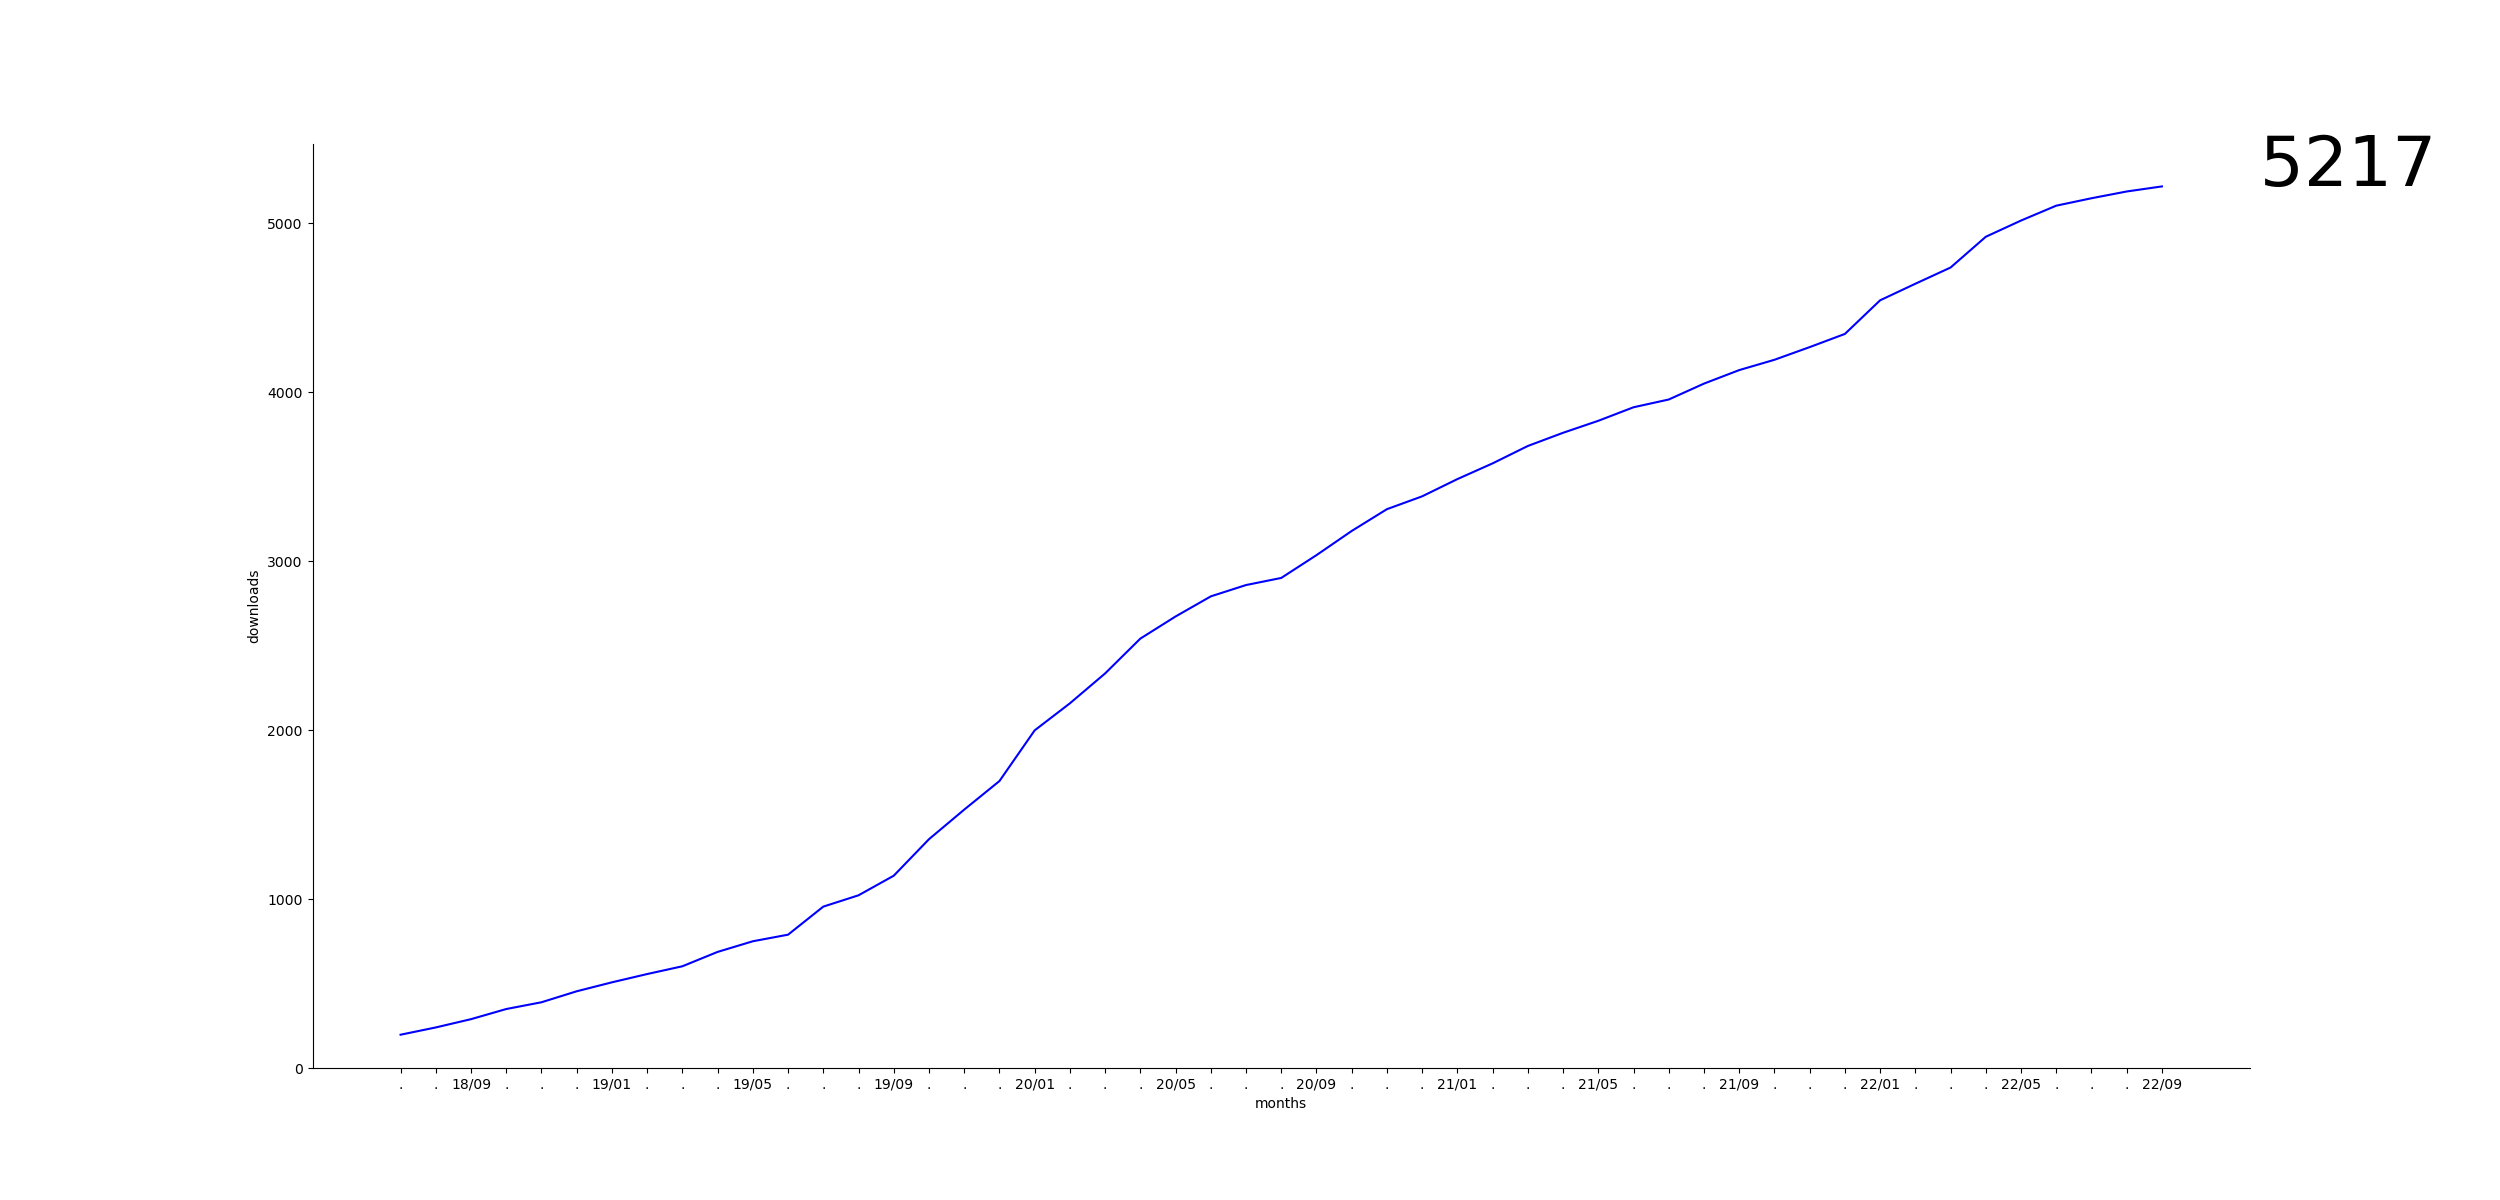 5217
5000
4000
3000
2000
1000
0
downloads
. . 18/09 . . . 19/01 . . . 19/05 . . . 19/09 . . . 20/01 . . . 20/05 . . . 20/09 . . . 21/01 . . . 21/05 . . . 21/09 . . . 22/01 . . . 22/05 . . . 22/09
months